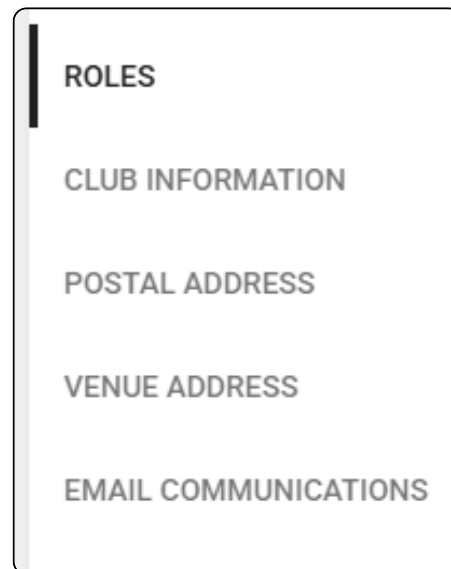 ROLES
CLUB INFORMATION
POSTAL ADDRESS
VENUE ADDRESS
EMAIL COMMUNICATIONS